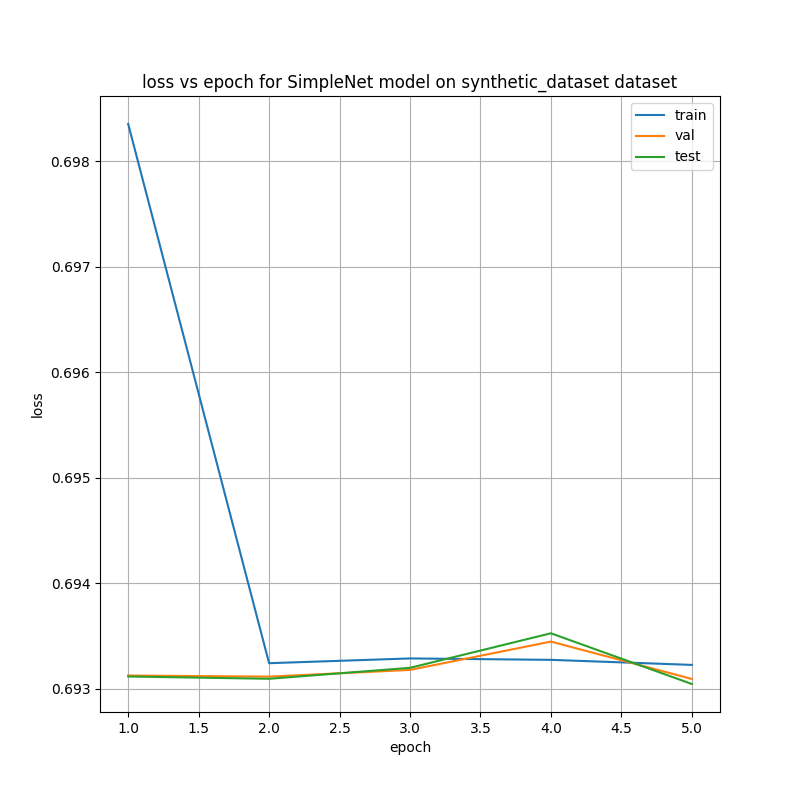 loss vs epoch for SimpleNet model on synthetic_dataset dataset
train
val
test
0.698
0.697
0.696
0.695
0.694
0.693
loss
1.0 1.5 2.0 2.5 3.0 3.5 4.0 4.5 5.0
epoch